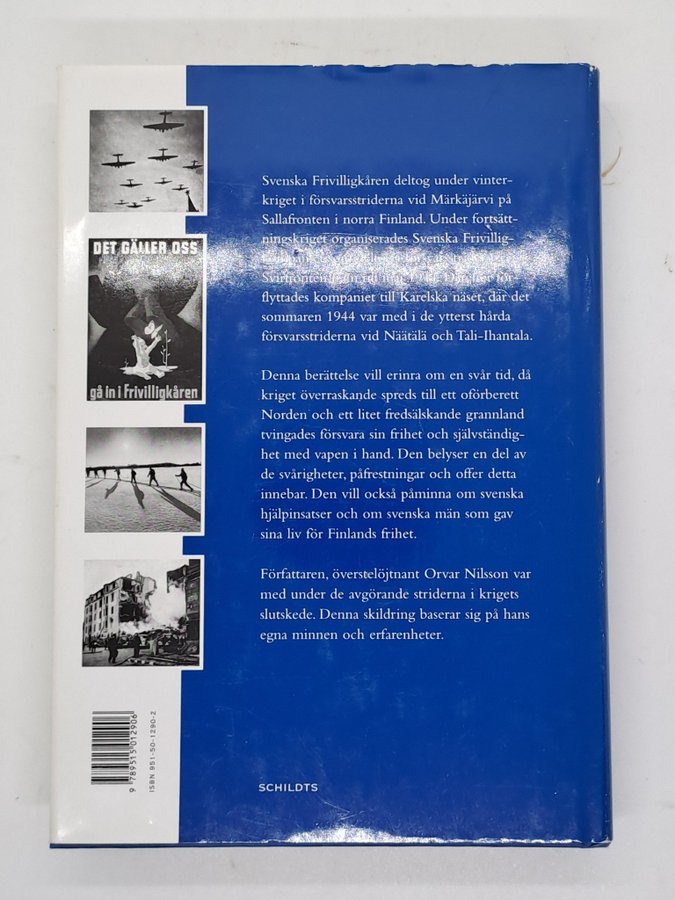 DET GÄLLER OSS
gå in i Frivilligkåren
Svenska Frivilligkåren deltog under vinter-
kriget i försvarsstriderna vid Märkäjärvi på
Sallafronten i norra Finland. Under fortsätt-
ningskriget organiserades Svenska Frivillig-
flyttades kompaniet till Karelska näset, där det
sommaren 1944 var med i de ytterst hårda
försvarsstriderna vid Näätälä och Tali-Ihantala.
Denna berättelse vill erinra om en svår tid, då
kriget överraskande spreds till ett oförberett
Norden och ett litet fredsälskande grannland
tvingades försvara sin frihet och självständig-
het med vapen i hand. Den belyser en del av
de svårigheter, påfrestningar och offer detta
innebar. Den vill också påminna om svenska
hjälpinsatser och om svenska män som gav
sina liv för Finlands frihet.
Författaren, överstelöjtnant Orvar Nilsson var
med under de avgörande striderna i krigets
slutskede. Denna skildring baserar sig på hans
egna minnen och erfarenheter.
SCHILDTS
9 789515 012906
ISBN 951-50-1290-2